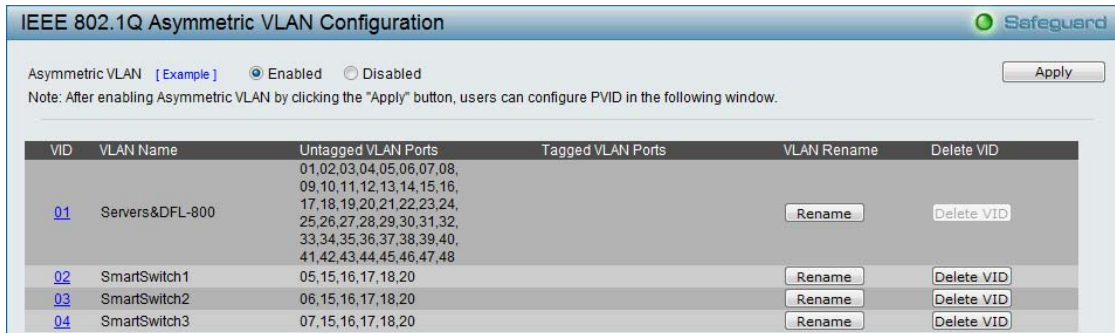 IEEE 802.1Q Asymmetric VLAN Configuration
Safeguard
Asymmetric VLAN [ Example ] Enabled Disabled
Apply
Note: After enabling Asymmetric VLAN by clicking the "Apply" button, users can configure PVID in the following window.
VID VLAN Name Untagged VLAN Ports Tagged VLAN Ports VLAN Rename Delete VID
01,02,03,04,05,06,07,08,
09,10,11,12,13,14,15,16,
17,18,19,20,21,22,23,24,
01 Servers&DFL-800 Rename Delete VID
25,26,27,28,29,30,31,32,
33,34,35,36,37,38,39,40,
41,42,43,44,45,46,47,48
02 SmartSwitch1 05,15,16,17,18,20 Rename Delete VID
03 SmartSwitch2 06,15,16,17,18,20 Rename Delete VID
04 SmartSwitch3 07,15,16,17,18,20 Rename Delete VID